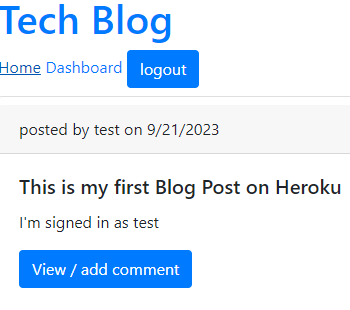 Tech Blog
Home Dashboard logout
posted by test on 9/21/2023
This is my first Blog Post on Heroku
I'm signed in as test
View / add comment